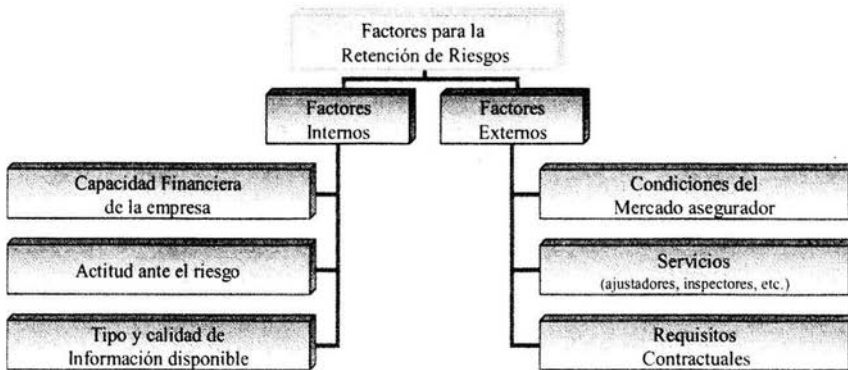 Factores para la
Retención de Riesgos
Factores
Internos
Factores
Externos
Capacidad Financiera
de la empresa
Actitud ante el riesgo
Tipo y calidad de
Información disponible
Condiciones del
Mercado asegurador
Servicios
(ajustadores, inspectores, etc.)
Requisitos
Contractuales